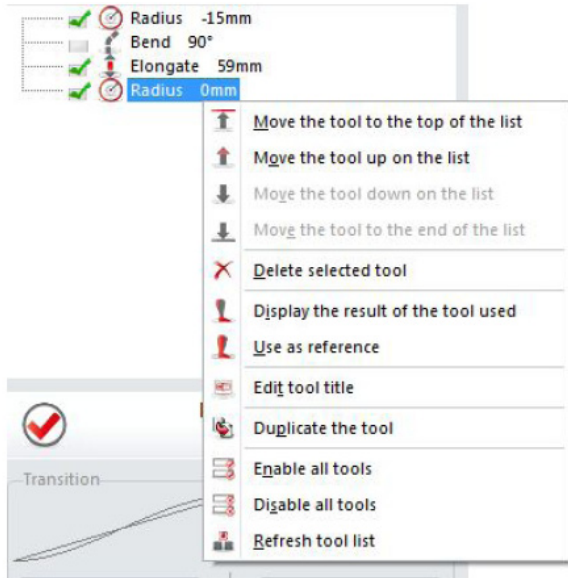 Radius -15mm
Bend 90°
Elongate 59mm
Radius 0mm
Move the tool to the top of the list
Move the tool up on the list
Move the tool down on the list
Move the tool to the end of the list
Delete selected tool
Display the result of the tool used
Use as reference
Edit tool title
Duplicate the tool
Enable all tools
Disable all tools
Refresh tool list
Transition